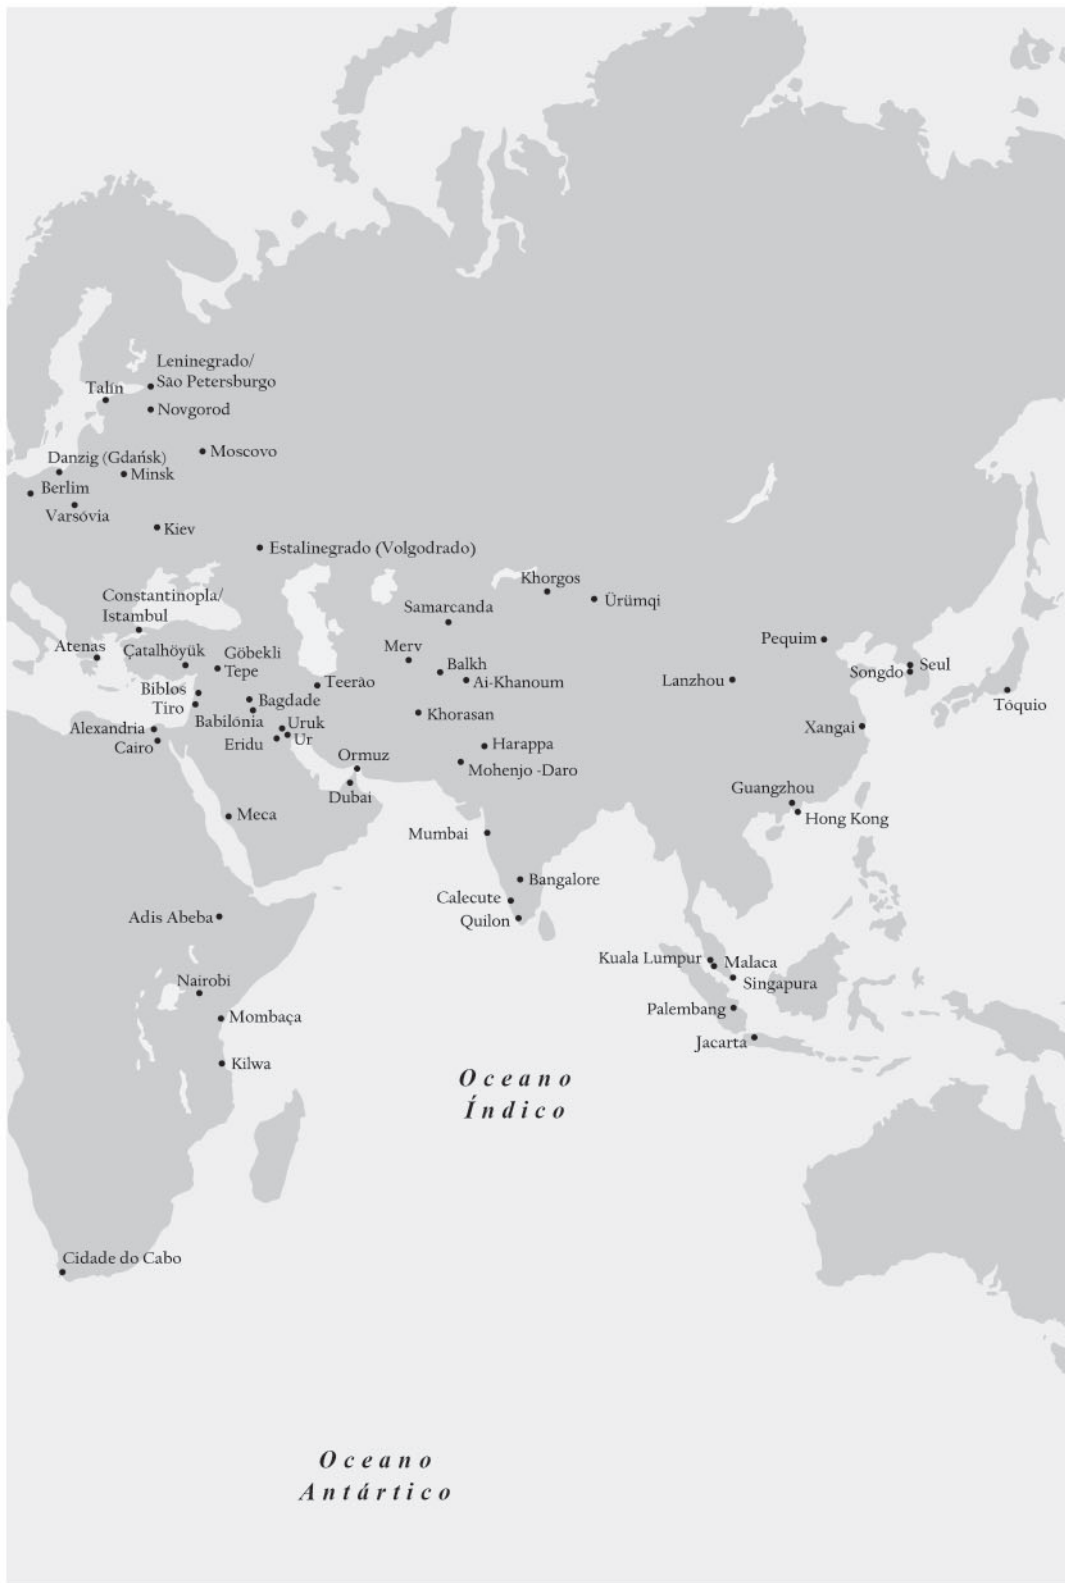 Leninegrado/
São Petersburgo
Talín
Novgorod
Moscovo
Danzig (Gdańsk)
Minsk
Berlim
Varsóvia
Kiev
Estalinegrado (Volgodrado)
Khorgos
Ürümqi
Constantinopla/
Istambul
Samarcanda
Pequim
Atenas
Çatalhöyük
Göbekli
Tepe
Merv
Balkh
Ai-Khanoum
Lanzhou
Seul
Songdo
Tóquio
Teerão
Biblos
Tiro
Bagdade
Babilónia
Khorasan
Alexandria
Cairo
Uruk
Ur
Eridu
Xangai
Harappa
Mohenjo -Daro
Ormuz
Dubai
Guangzhou
Hong Kong
Meca
Mumbai
Bangalore
Calecute
Quilon
Adis Abeba
Kuala Lumpur
Malaca
Singapura
Nairobi
Palembang
Mombaça
Jacarta
Kilwa
Oceano
Índico
Cidade do Cabo
Oceano
Antártico